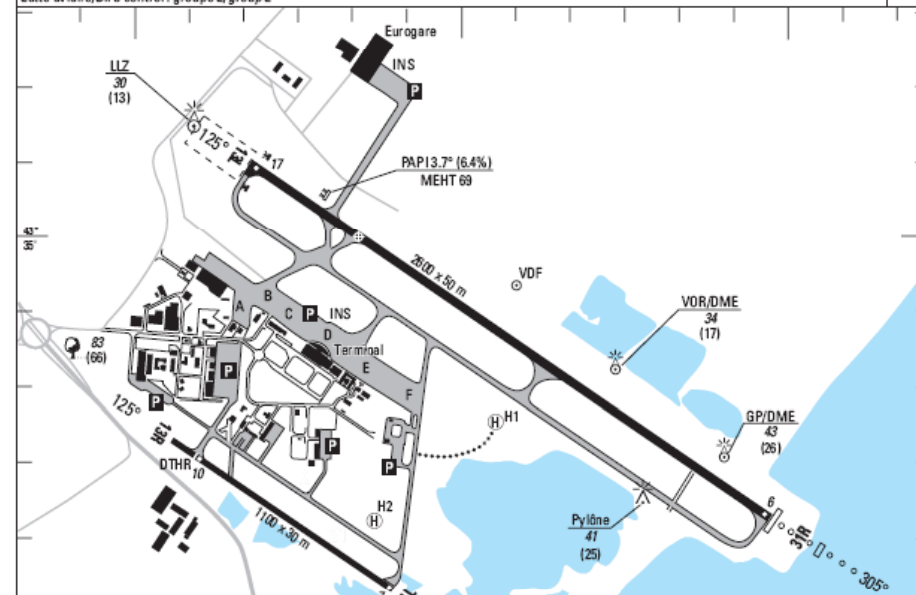 Eurogare
INS
P
LLZ
30
(13)
125°
17
PAPI 3.7° (6.4%)
MEHT 69
43°
35'
2600 x 50 m
VDF
VOR/DME
34
(17)
B
A
C
P
INS
D
Terminal
E
F
83
(66)
P
P
125°
13R
DTHR
10
H
H1
P
P
GP/DME
43
(26)
H2
H
1100 x 30 m
Pylône
41
(25)
6
31R
305°